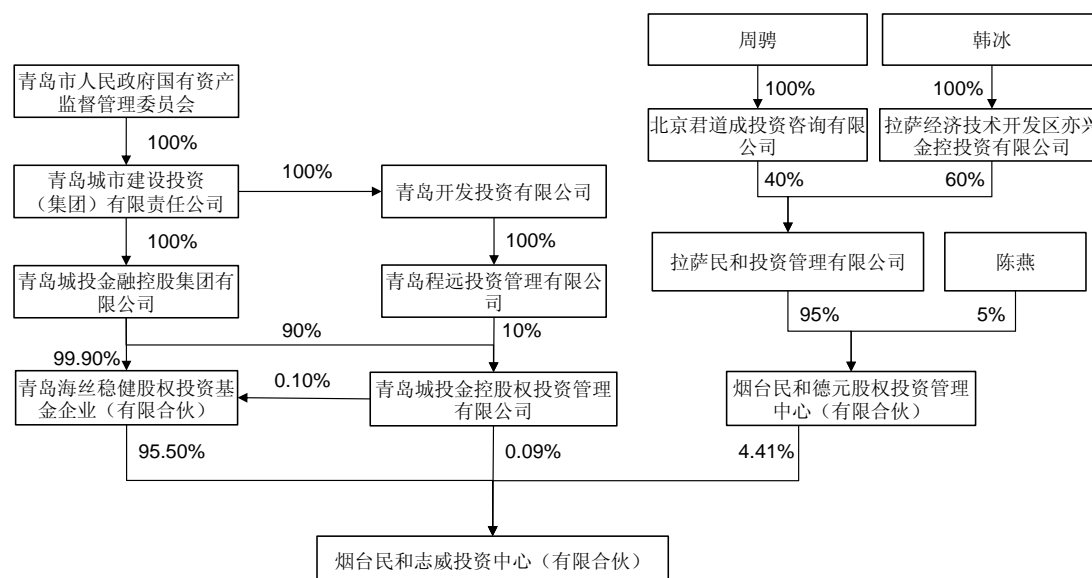 周骋
韩冰
青岛市人民政府国有资产
监督管理委员会
100%
100%
北京君道成投资咨询有限
公司
拉萨经济技术开发区亦兴
金控投资有限公司
100%
青岛城市建设投资
（集团）有限责任公司
100%
青岛开发投资有限公司
40%
60%
100%
100%
拉萨民和投资管理有限公司
陈燕
青岛城投金融控股集团有
限公司
青岛程远投资管理有限公
司
95%
5%
90%
10%
99.90%
青岛海丝稳健股权投资基
金企业（有限合伙）
0.10%
青岛城投金控股权投资管理
有限公司
烟台民和德元股权投资管理
中心（有限合伙）
95.50%
0.09%
4.41%
烟台民和志威投资中心（有限合伙）